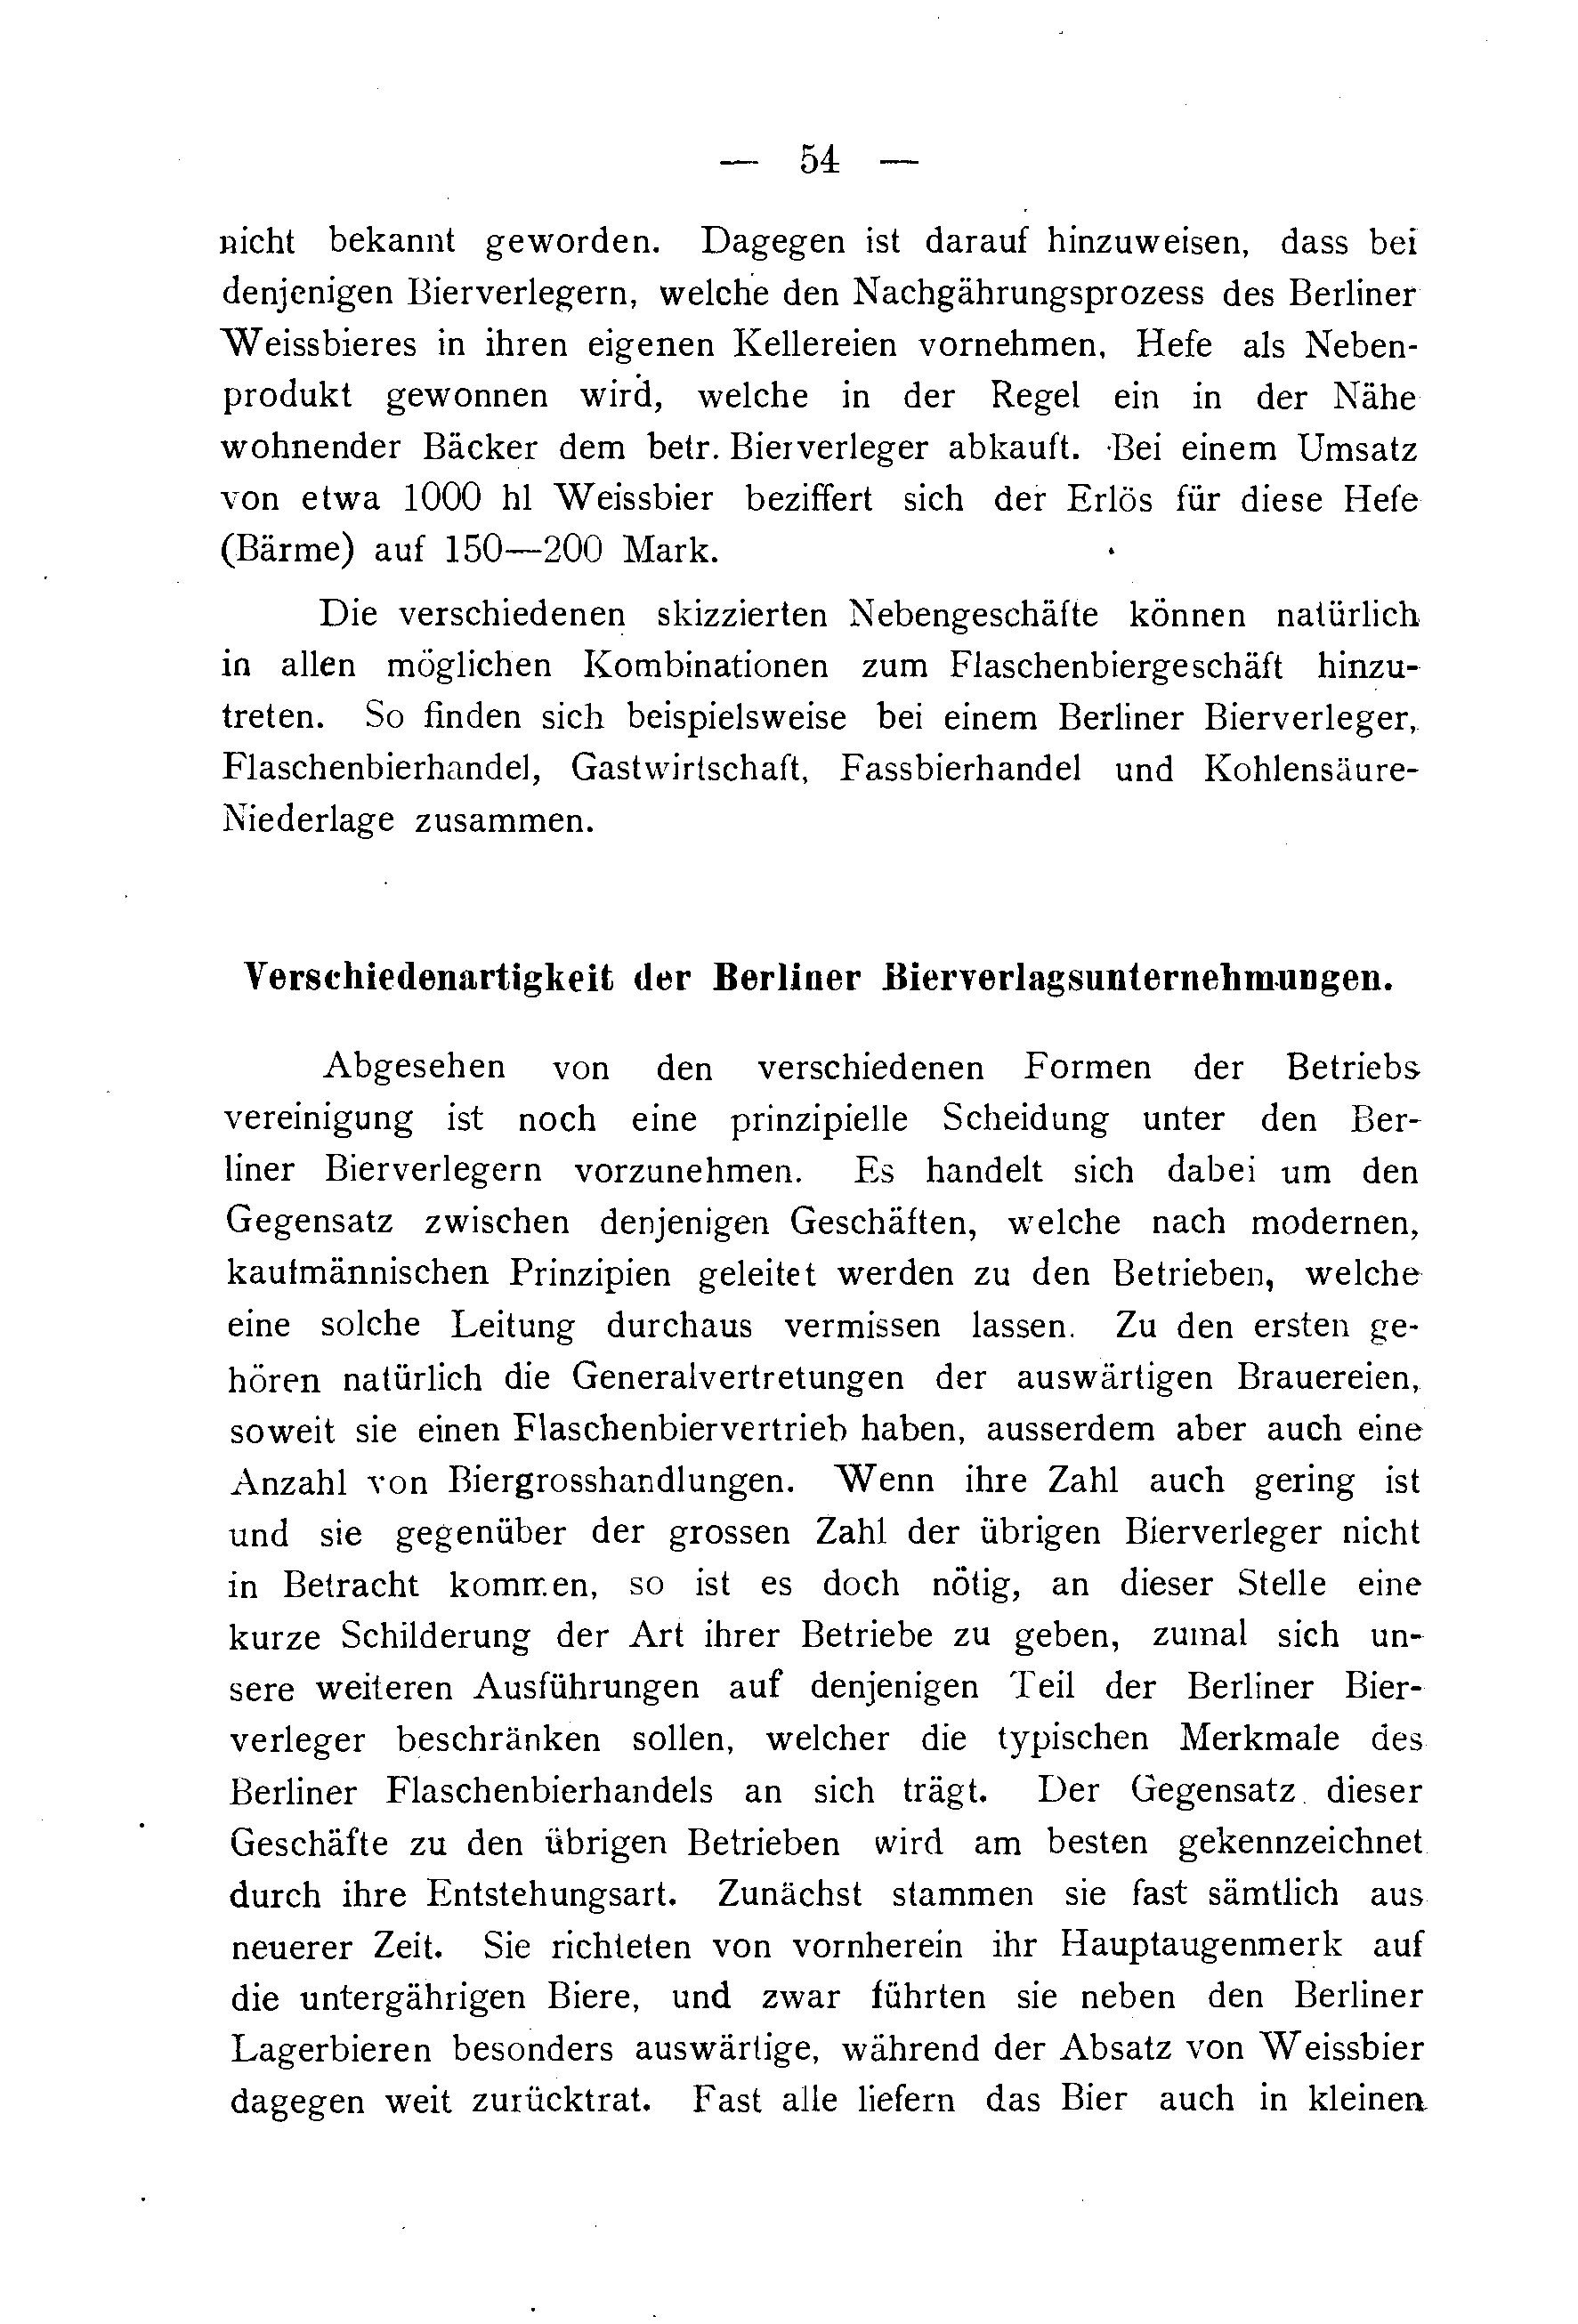 — 54 —
nicht bekannt geworden. Dagegen ist darauf hinzuweisen, dass bei
denjenigen Bierverlegern, welche den Nachgährungsprozess des Berliner
Weissbieres in ihren eigenen Kellereien vornehmen, Hefe als Neben-
produkt gewonnen wird, welche in der Regel ein in der Nähe
wohnender Bäcker dem betr. Bierverleger abkauft. Bei einem Umsatz
von etwa 1000 hl Weissbier beziffert sich der Erlös für diese Hefe
(Bärme) auf 150—200 Mark.
Die verschiedenen skizzierten Nebengeschäfte können natürlich
in allen möglichen Kombinationen zum Flaschenbiergeschäft hinzu-
treten. So finden sich beispielsweise bei einem Berliner Bierverleger,
Flaschenbierhandel, Gastwirtschaft, Fassbierhandel und Kohlensäure-
Niederlage zusammen.
Verschiedenartigkeit der Berliner Bierverlagsunternehmungen.
Abgesehen von den verschiedenen Formen der Betriebs
vereinigung ist noch eine prinzipielle Scheidung unter den Ber-
liner Bierverlegern vorzunehmen. Es handelt sich dabei um den
Gegensatz zwischen denjenigen Geschäften, welche nach modernen,
kaufmännischen Prinzipien geleitet werden zu den Betrieben, welche
eine solche Leitung durchaus vermissen lassen. Zu den ersten ge-
hören natürlich die Generalvertretungen der auswärtigen Brauereien,
soweit sie einen Flaschenbiervertrieb haben, ausserdem aber auch eine
Anzahl von Biergrosshandlungen. Wenn ihre Zahl auch gering ist
und sie gegenüber der grossen Zahl der übrigen Bierverleger nicht
in Betracht kommen, so ist es doch nötig, an dieser Stelle eine
kurze Schilderung der Art ihrer Betriebe zu geben, zumal sich un-
sere weiteren Ausführungen auf denjenigen Teil der Berliner Bier-
verleger beschränken sollen, welcher die typischen Merkmale des
Berliner Flaschenbierhandels an sich trägt. Der Gegensatz dieser
Geschäfte zu den übrigen Betrieben wird am besten gekennzeichnet
durch ihre Entstehungsart. Zunächst stammen sie fast sämtlich aus
neuerer Zeit. Sie richteten von vornherein ihr Hauptaugenmerk auf
die untergährigen Biere, und zwar führten sie neben den Berliner
Lagerbieren besonders auswärtige, während der Absatz von Weissbier
dagegen weit zurücktrat. Fast alle liefern das Bier auch in kleinen